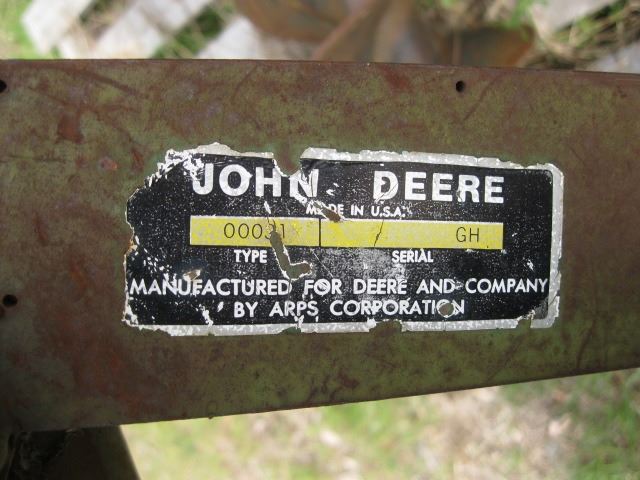 JOHN DEERE
MADE IN U.S.A.
GH
TYPE SERIAL
MANUFACTURED FOR DEERE AND COMPANY
BY ARPS CORPORATION